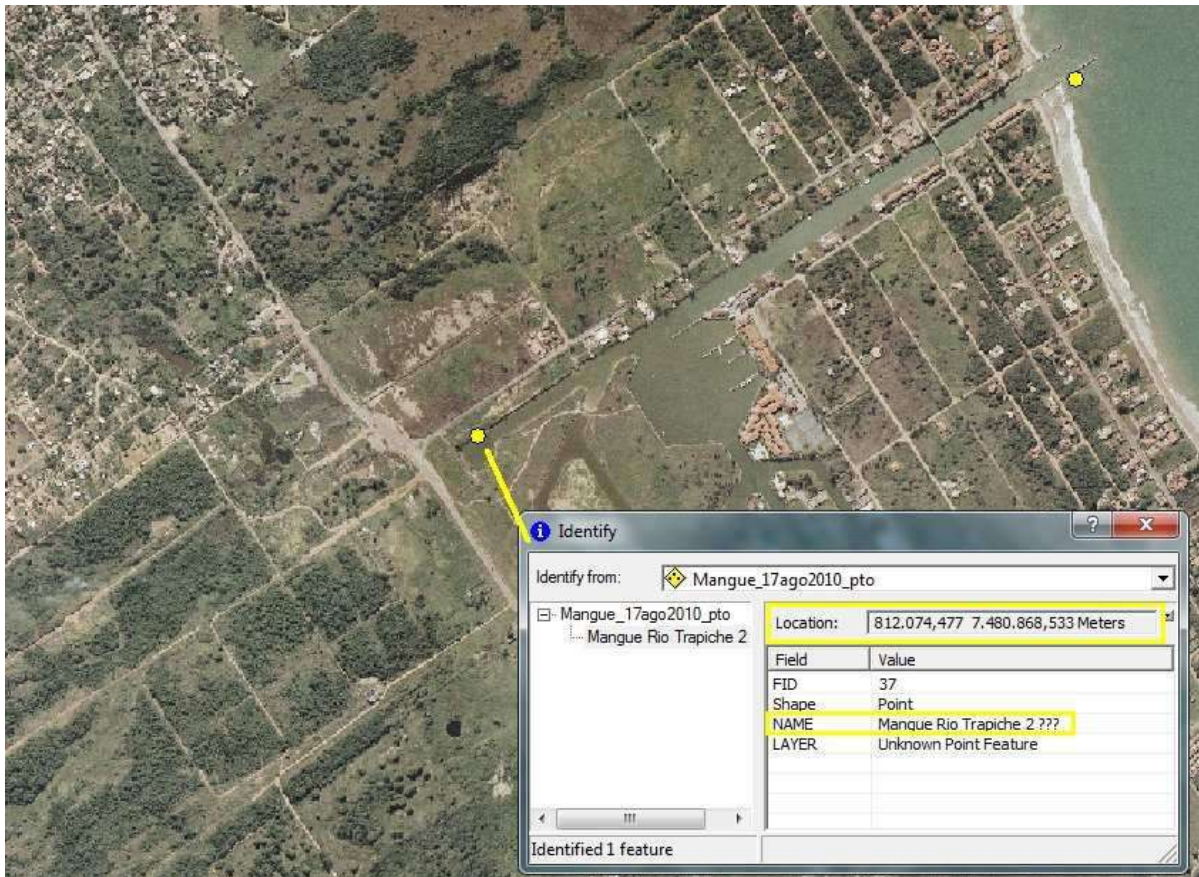 Identify
Identify from: Mangue_17ago2010_pto
Mangue_17ago2010_pto
Mangue Rio Trapiche 2
Location: 812.074,477 7.480.868,533 Meters
Field Value
FID 37
Shape Point
NAME Mangue Rio Trapiche 2 ???
LAYER Unknown Point Feature
Identified 1 feature